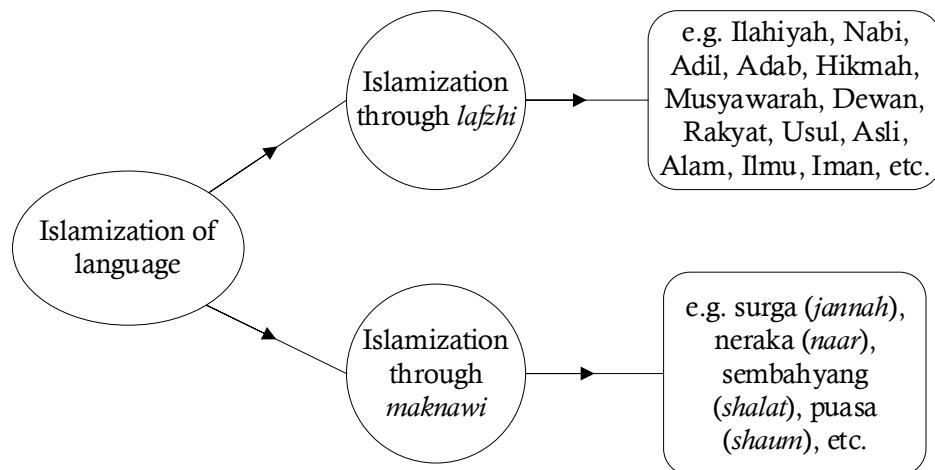 Islamization of
language
Islamization
through lafzhi
e.g. Ilahiyah, Nabi,
Adil, Adab, Hikmah,
Musyawarah, Dewan,
Rakyat, Usul, Asli,
Alam, Ilmu, Iman, etc.
Islamization
through
maknawi
e.g. surga (jannah),
neraka (naar),
sembahyang
(shalat), puasa
(shaum), etc.